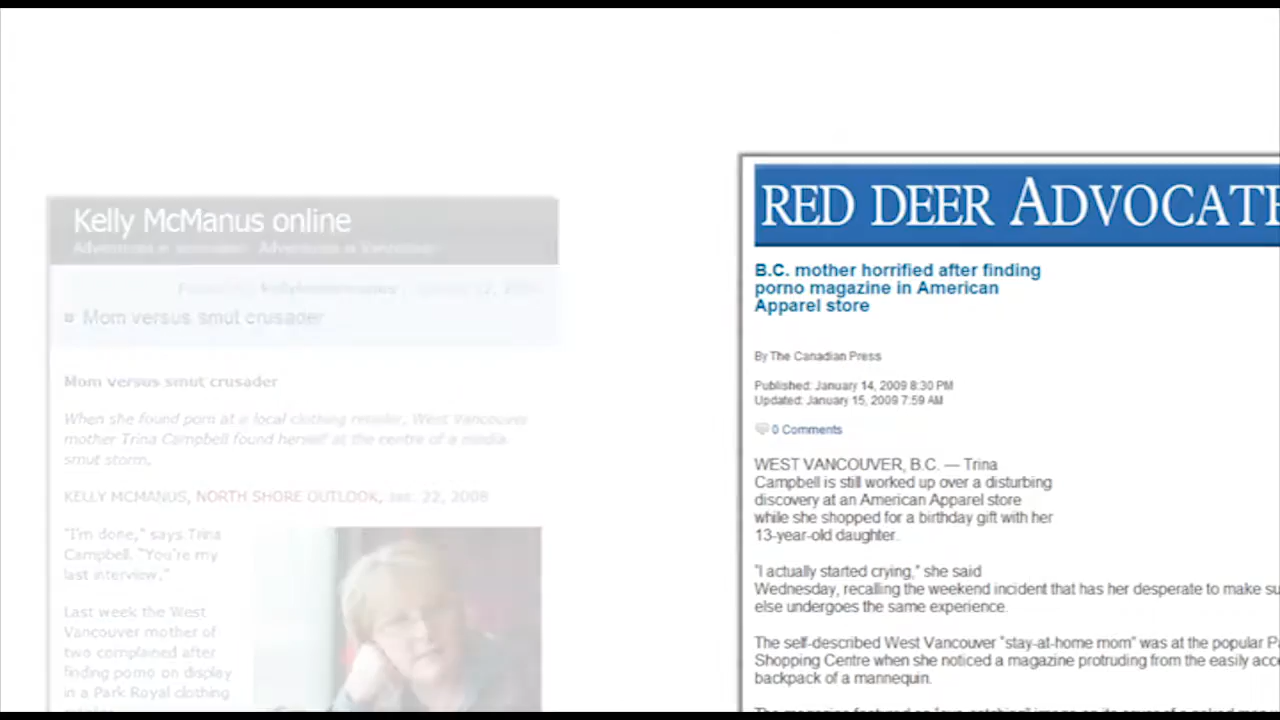 Kelly McManus online
Adventures in Vancouver
Mom versus smut crusader
Mom versus smut crusader
When she found porn at a local clothing retailer, West Vancouver
mother Trina Campbell found herself at the centre of a media
smut storm.
KELLY MCMANUS, NORTH SHORE OUTLOOK, Jan. 22, 2008
"I'm done," says Trina
Campbell. "You're my
last interview."
Last week the West
Vancouver mother of
two complained after
finding porno on display
in a Park Royal clothing
RED DEER ADVOCATE
B.C. mother horrified after finding
porno magazine in American
Apparel store
By The Canadian Press
Published: January 14, 2009 8:30 PM
Updated: January 15, 2009 7:59 AM
0 Comments
WEST VANCOUVER, B.C. — Trina
Campbell is still worked up over a disturbing
discovery at an American Apparel store
while she shopped for a birthday gift with her
13-year-old daughter.
"I actually started crying," she said
Wednesday, recalling the weekend incident that has her desperate to make su
else undergoes the same experience.
The self-described West Vancouver "stay-at-home mom" was at the popular Pa
Shopping Centre when she noticed a magazine protruding from the easily acce
backpack of a mannequin.